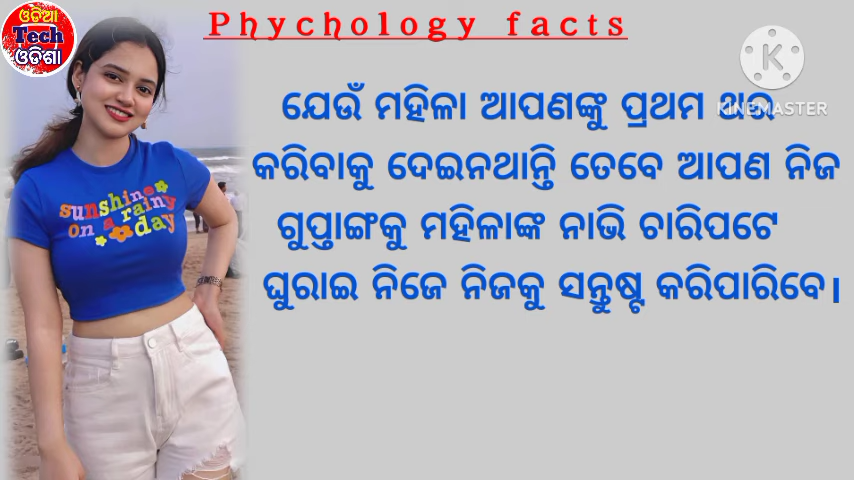 ଓଡିଆ
Tech
ଓଡିଶା
Phychology facts
KINEMASTER
ଯେଉଁ ମହିଳା ଆପଣଙ୍କୁ ପ୍ରଥମ ଥର
କରିବାକୁ ଦେଇନଥାନ୍ତି ତେବେ ଆପଣ ନିଜ
ଗୁପ୍ତାଙ୍ଗକୁ ମହିଳାଙ୍କ ନାଭି ଚାରିପଟେ
ଘୁରାଇ ନିଜେ ନିଜକୁ ସନ୍ତୁଷ୍ଟ କରିପାରିବେ।
sunshine
on a rainy
day